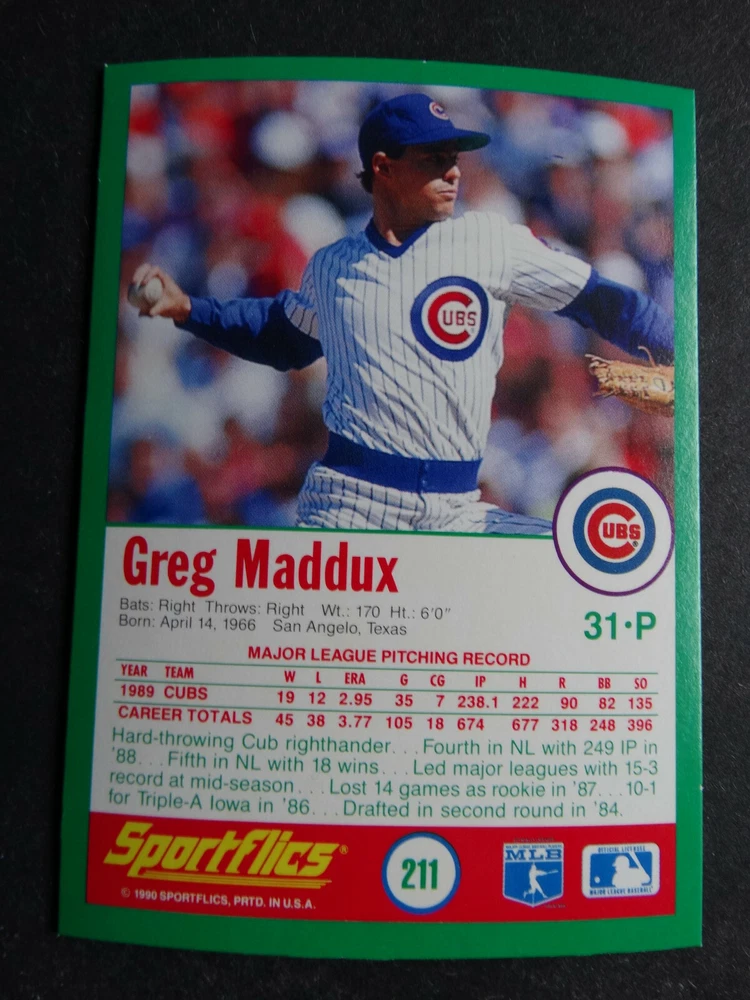 CUBS
CUBS
Greg Maddux
Bats: Right Throws: Right Wt.: 170 Ht.: 6'0"
Born: April 14, 1966 San Angelo, Texas
31•P
MAJOR LEAGUE PITCHING RECORD
YEAR TEAM W L ERA G CG IP H R BB SO
1989 CUBS 19 12 2.95 35 7 238.1 222 90 82 135
CAREER TOTALS 45 38 3.77 105 18 674 677 318 248 396
Hard-throwing Cub righthander. . .Fourth in NL with 249 IP in
'88. . .Fifth in NL with 18 wins. . .Led major leagues with 15-3
record at mid-season. . .Lost 14 games as rookie in '87. . .10-1
for Triple-A Iowa in '86. . .Drafted in second round in '84.
Sportflics®
211
MLB
OFFICIAL LICENSEE
MAJOR LEAGUE BASEBALL
© 1990 SPORTFLICS, PRTD. IN U.S.A.